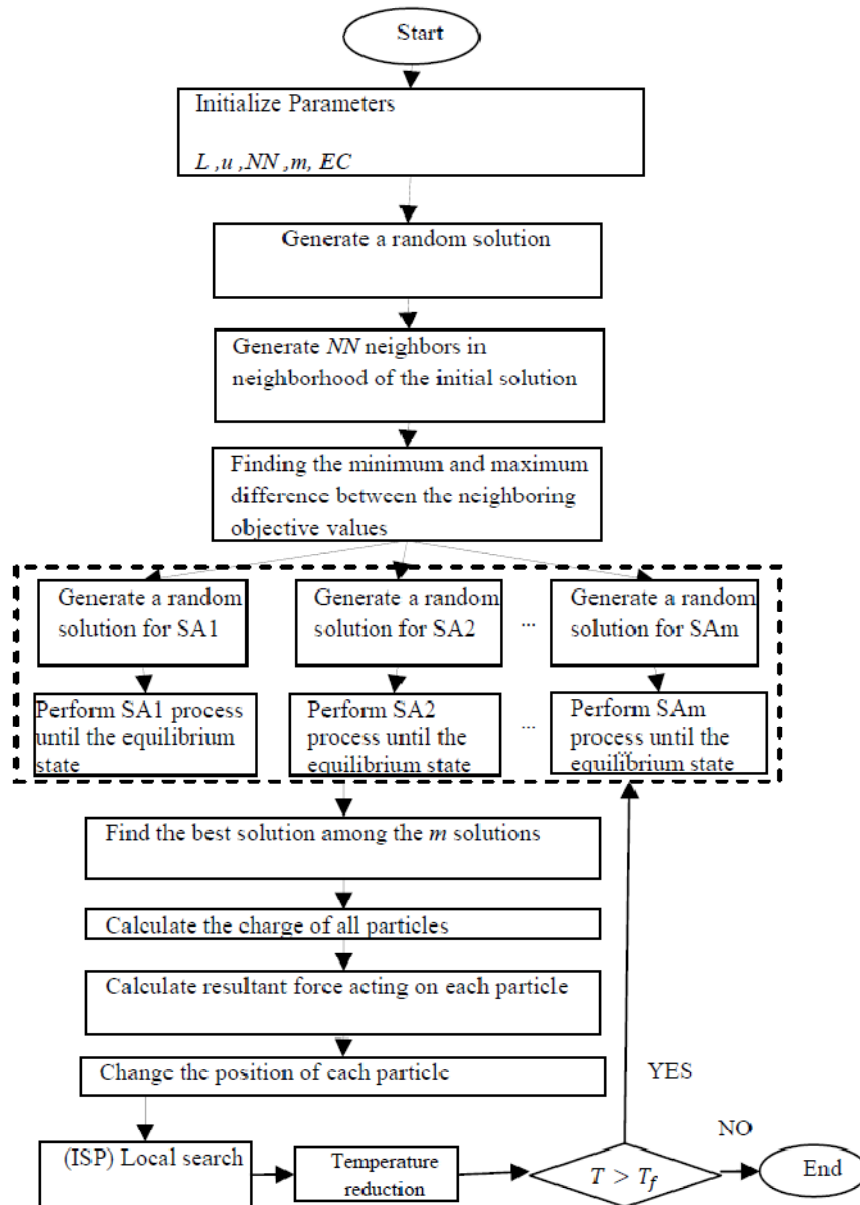 Start
Initialize Parameters
L ,u ,NN ,m, EC
Generate a random solution
Generate NN neighbors in
neighborhood of the initial solution
Finding the minimum and maximum
difference between the neighboring
objective values
Generate a random
solution for SA1
Generate a random
solution for SA2
...
Generate a random
solution for SAm
Perform SA1 process
until the equilibrium
state
Perform SA2
process until the
equilibrium state
...
Perform SAm
process until the
equilibrium state
...
Find the best solution among the m solutions
Calculate the charge of all particles
Calculate resultant force acting on each particle
Change the position of each particle
YES
(ISP) Local search
Temperature
reduction
T > T_f
NO
End